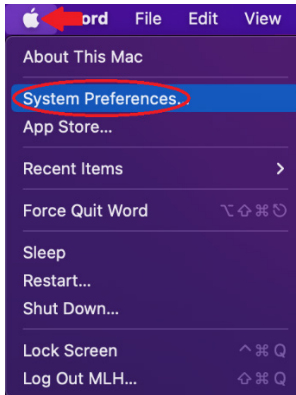 ord File Edit View
About This Mac
System Preferences...
App Store...
Recent Items
Force Quit Word ⌥⇧⌘⎋
Sleep
Restart...
Shut Down...
Lock Screen ^⌘Q
Log Out MLH... ⇧⌘Q